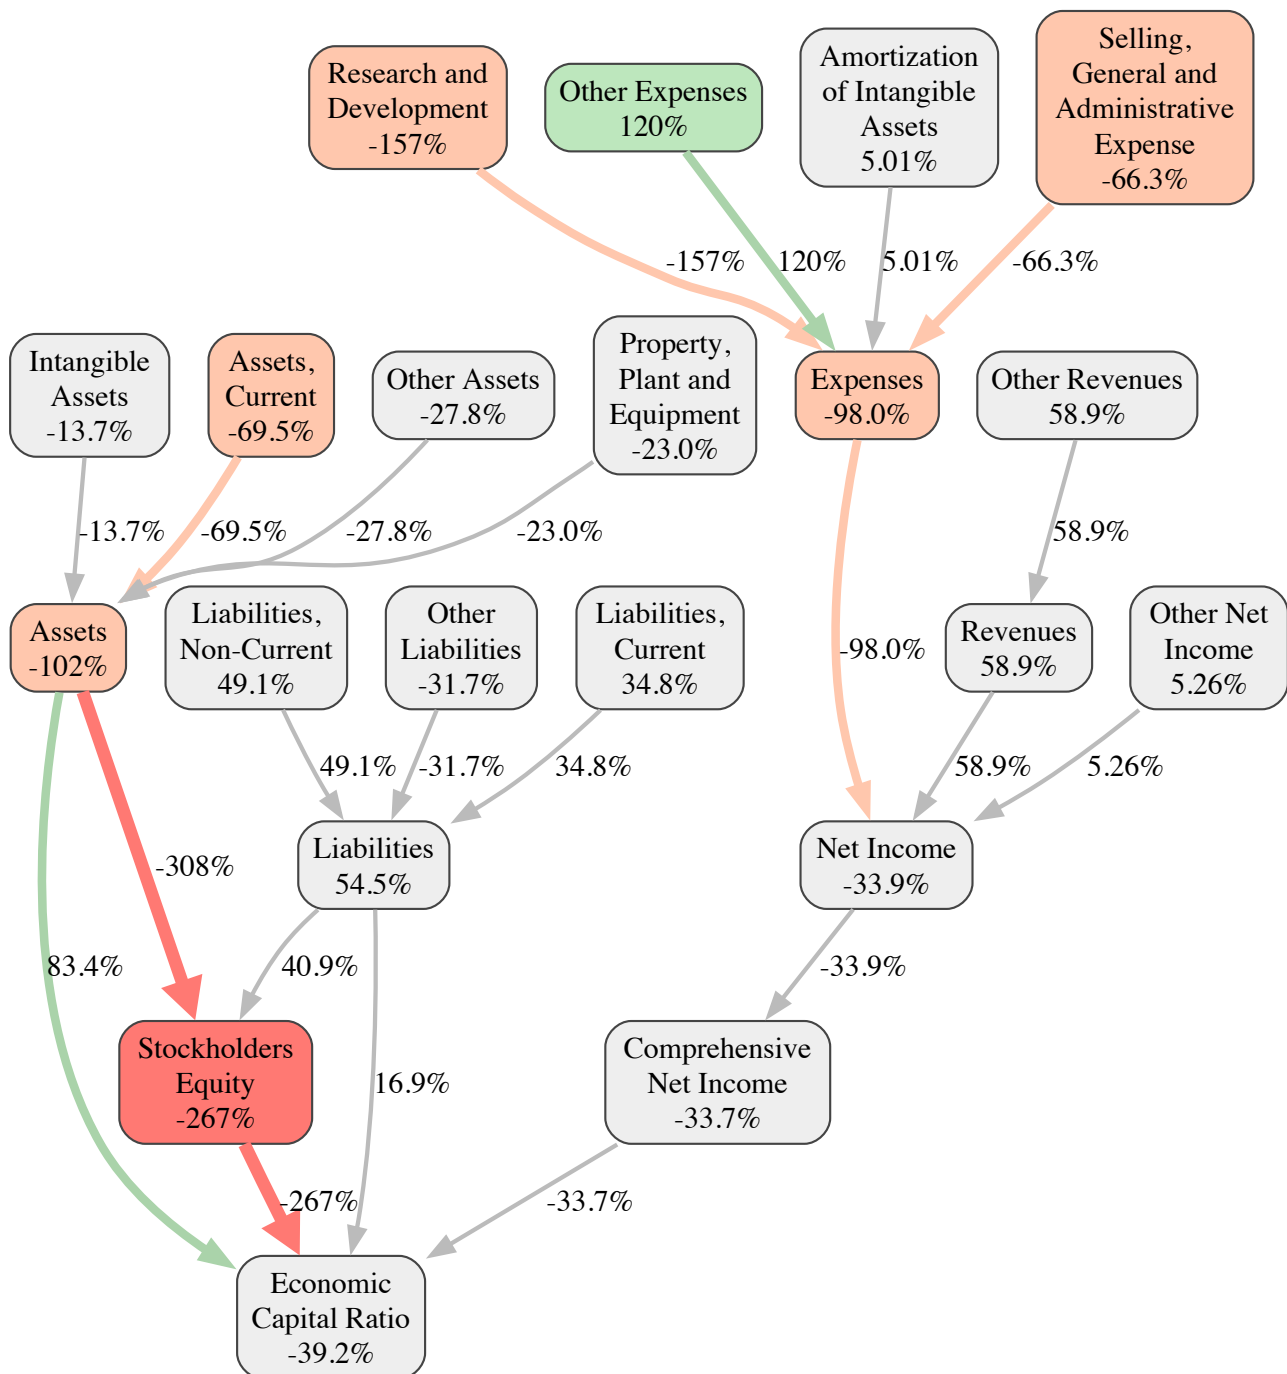 Research and
Development
-157%
Other Expenses
120%
Amortization
of Intangible
Assets
5.01%
Selling,
General and
Administrative
Expense
-66.3%
-157%
120%
5.01%
-66.3%
Intangible
Assets
-13.7%
Assets,
Current
-69.5%
Other Assets
-27.8%
Property,
Plant and
Equipment
-23.0%
Expenses
-98.0%
Other Revenues
58.9%
-13.7%
-69.5%
-27.8%
-23.0%
58.9%
Assets
-102%
Liabilities,
Non-Current
49.1%
Other
Liabilities
-31.7%
Liabilities,
Current
34.8%
-98.0%
Revenues
58.9%
Other Net
Income
5.26%
49.1%
-31.7%
34.8%
58.9%
5.26%
-308%
Liabilities
54.5%
Net Income
-33.9%
83.4%
40.9%
-33.9%
Stockholders
Equity
-267%
16.9%
Comprehensive
Net Income
-33.7%
-267%
-33.7%
Economic
Capital Ratio
-39.2%